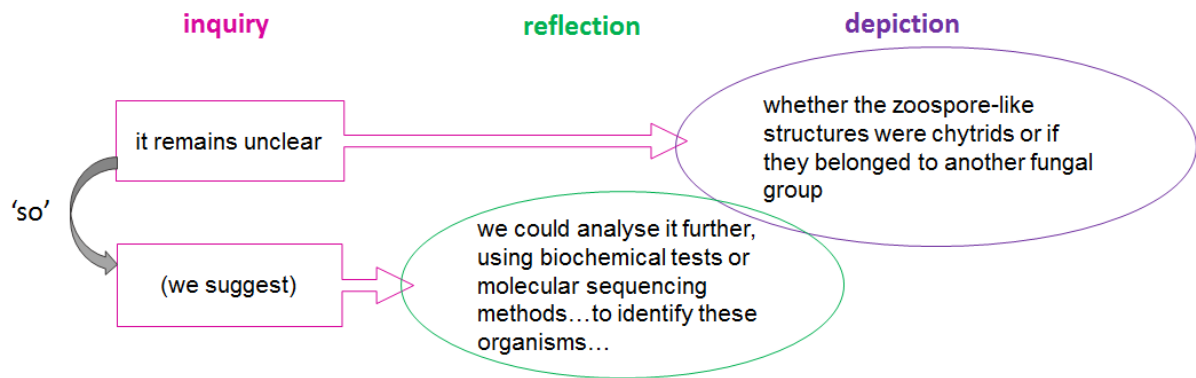 inquiry reflection depiction
it remains unclear
whether the zoospore-like
structures were chytrids or if
they belonged to another fungal
group
‘so’
(we suggest)
we could analyse it further,
using biochemical tests or
molecular sequencing
methods…to identify these
organisms…